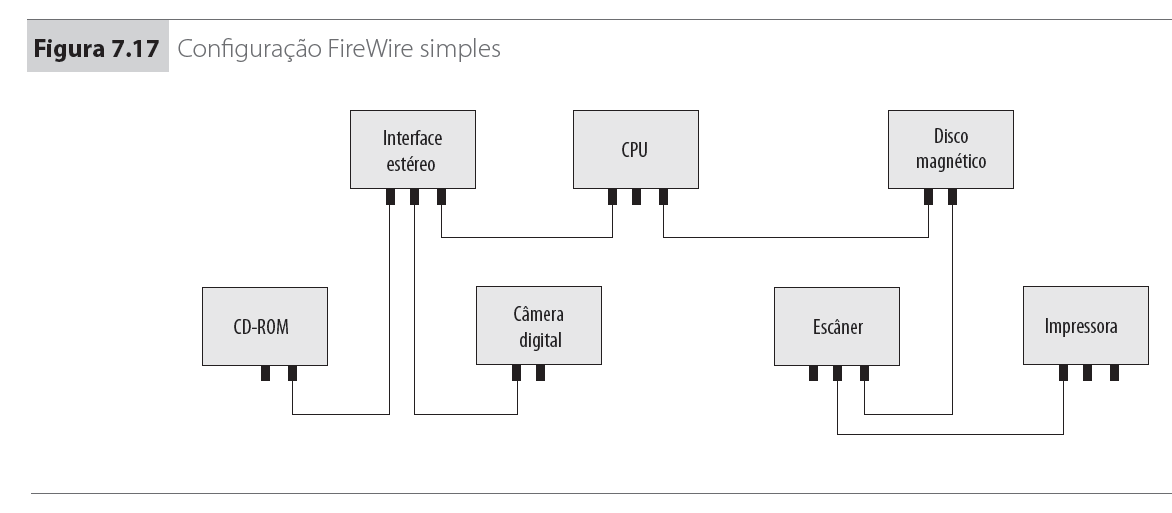 Figura 7.17 Configuração FireWire simples
Interface
estéreo
CPU
Disco
magnético
CD-ROM
Câmera
digital
Escâner
Impressora